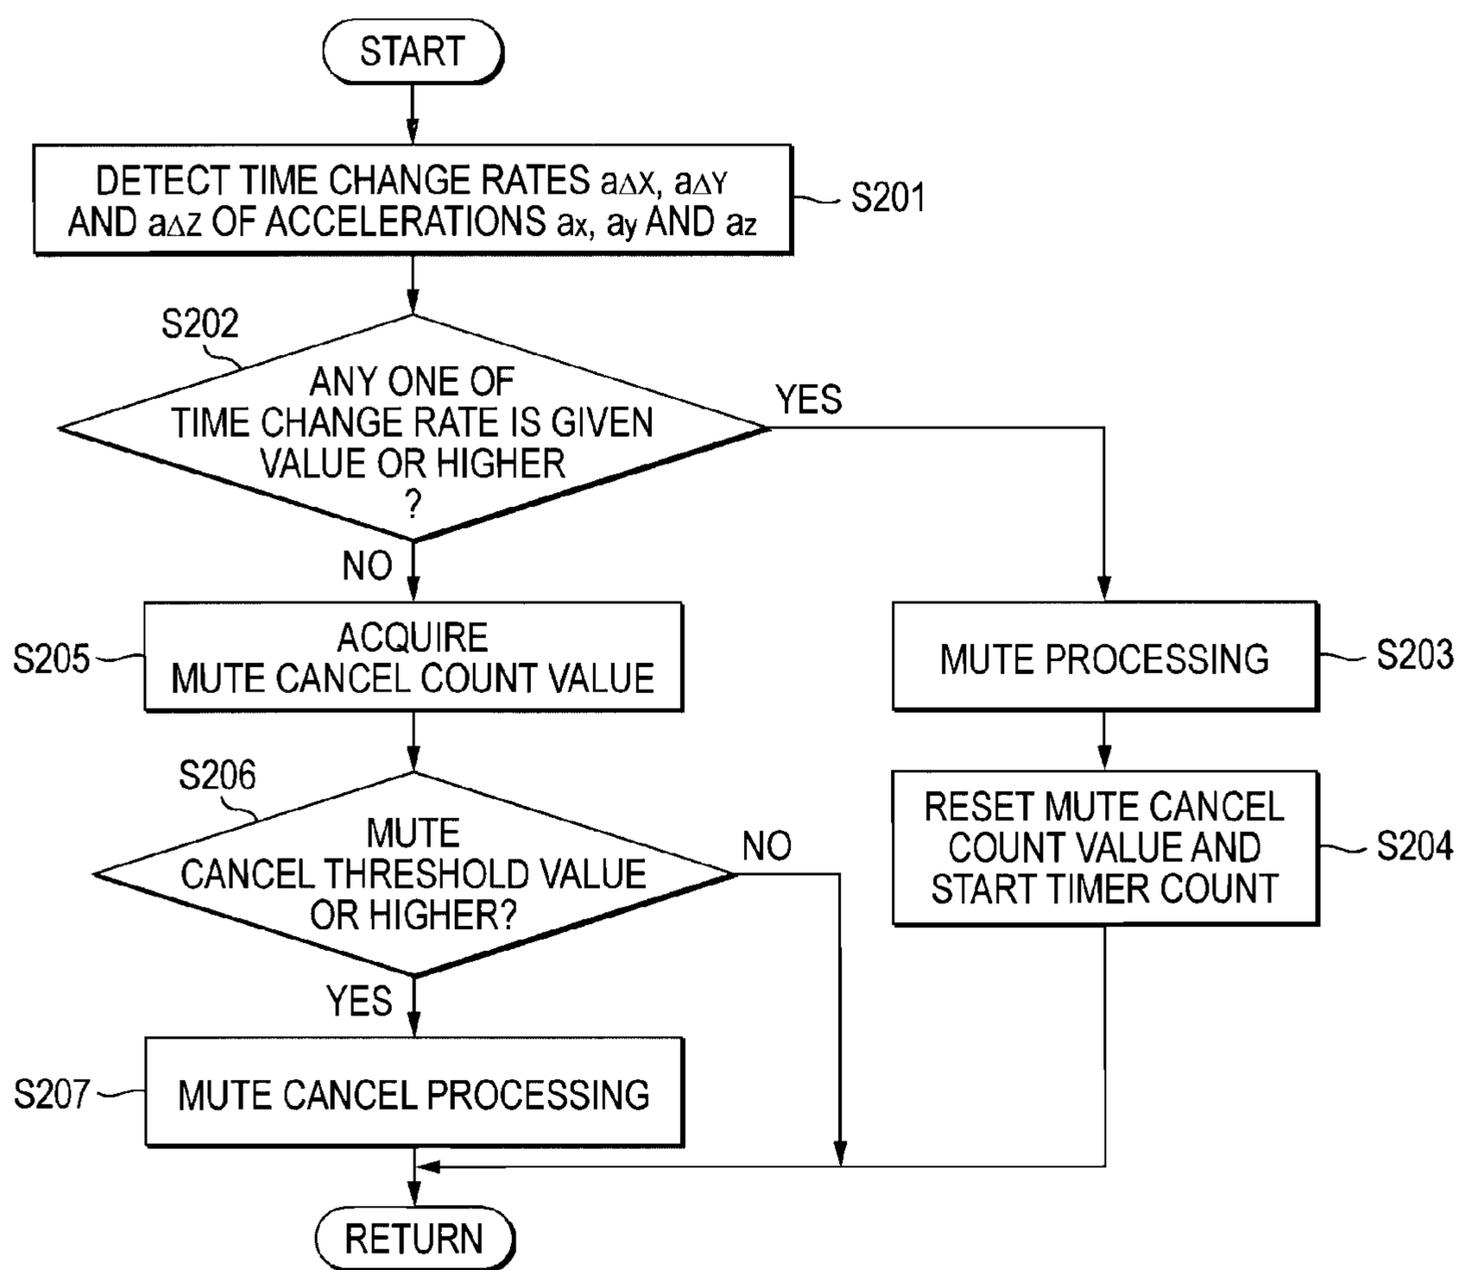 START
DETECT TIME CHANGE RATES a∆X, a∆Y
AND a∆Z OF ACCELERATIONS ax, ay AND az
S201
S202
ANY ONE OF
TIME CHANGE RATE IS GIVEN
VALUE OR HIGHER
?
YES
NO
S205
ACQUIRE
MUTE CANCEL COUNT VALUE
MUTE PROCESSING
S203
S206
MUTE
CANCEL THRESHOLD VALUE
OR HIGHER?
NO
YES
RESET MUTE CANCEL
COUNT VALUE AND
START TIMER COUNT
S204
S207
MUTE CANCEL PROCESSING
RETURN